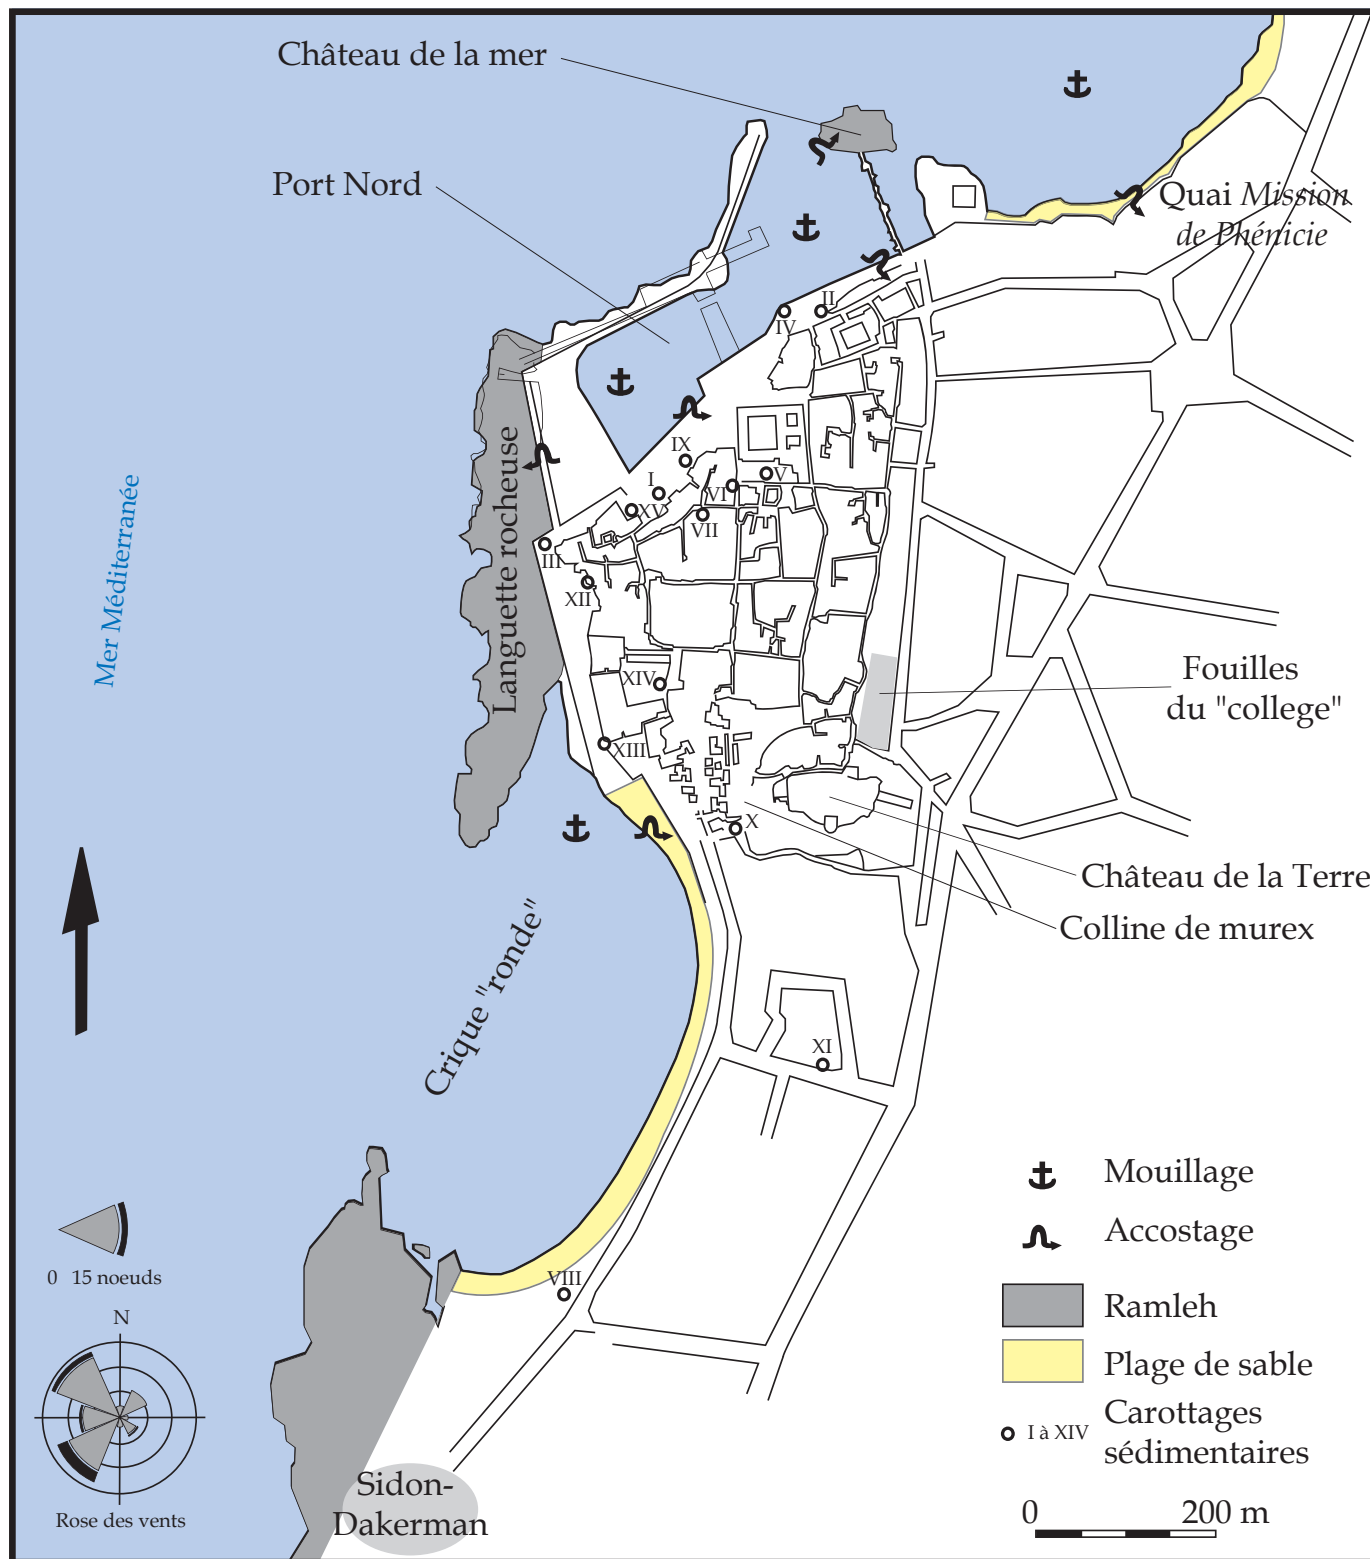 Château de la mer
Port Nord
Quai Mission
de Phénicie
II
IV
IX
I
V
VI
XV
VII
III
XII
Mer Méditerranée
Languette rocheuse
XIV
XIII
Fouilles
du "college"
X
Château de la Terre
Colline de murex
Crique "ronde"
XI
VIII
Mouillage
Accostage
Ramleh
Plage de sable
I à XIV
Carottages
sédimentaires
0 200 m
0 15 noeuds
N
Rose des vents
Sidon-
Dakerman